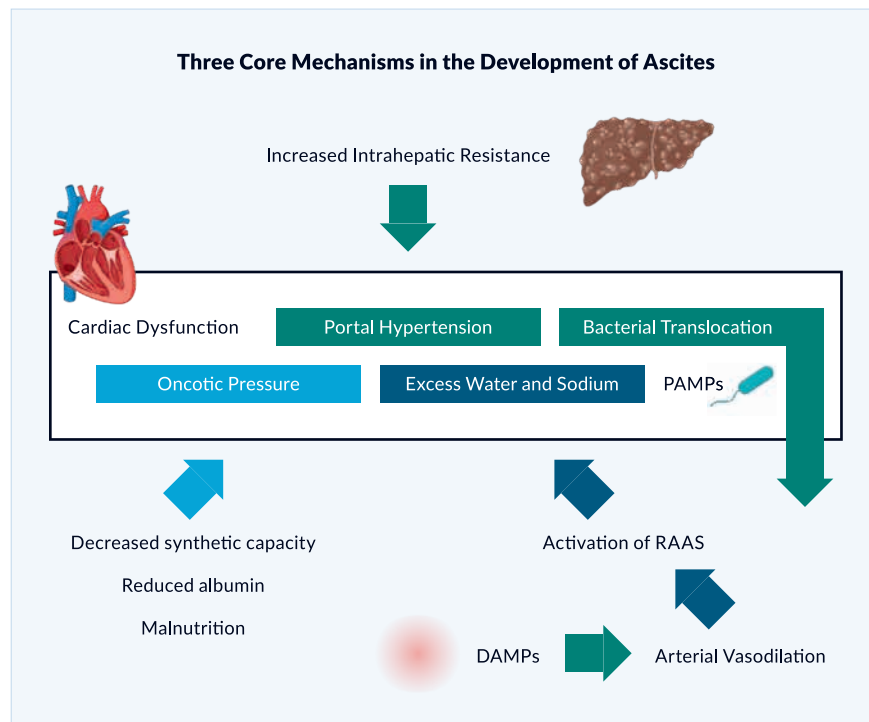 Three Core Mechanisms in the Development of Ascites
Increased Intrahepatic Resistance
Cardiac Dysfunction
Portal Hypertension
Bacterial Translocation
Oncotic Pressure
Excess Water and Sodium
PAMPs
Decreased synthetic capacity
Reduced albumin
Malnutrition
Activation of RAAS
DAMPs
Arterial Vasodilation